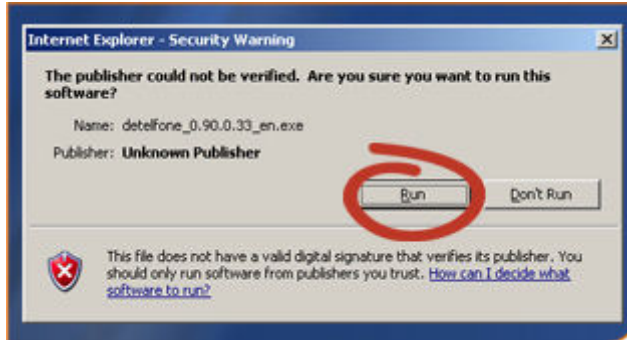 Internet Explorer - Security Warning
The publisher could not be verified. Are you sure you want to run this
software?
Name: detelfone_0.90.0.33_en.exe
Publisher: Unknown Publisher
Run Don't Run
This file does not have a valid digital signature that verifies its publisher. You
should only run software from publishers you trust. How can I decide what
software to run?